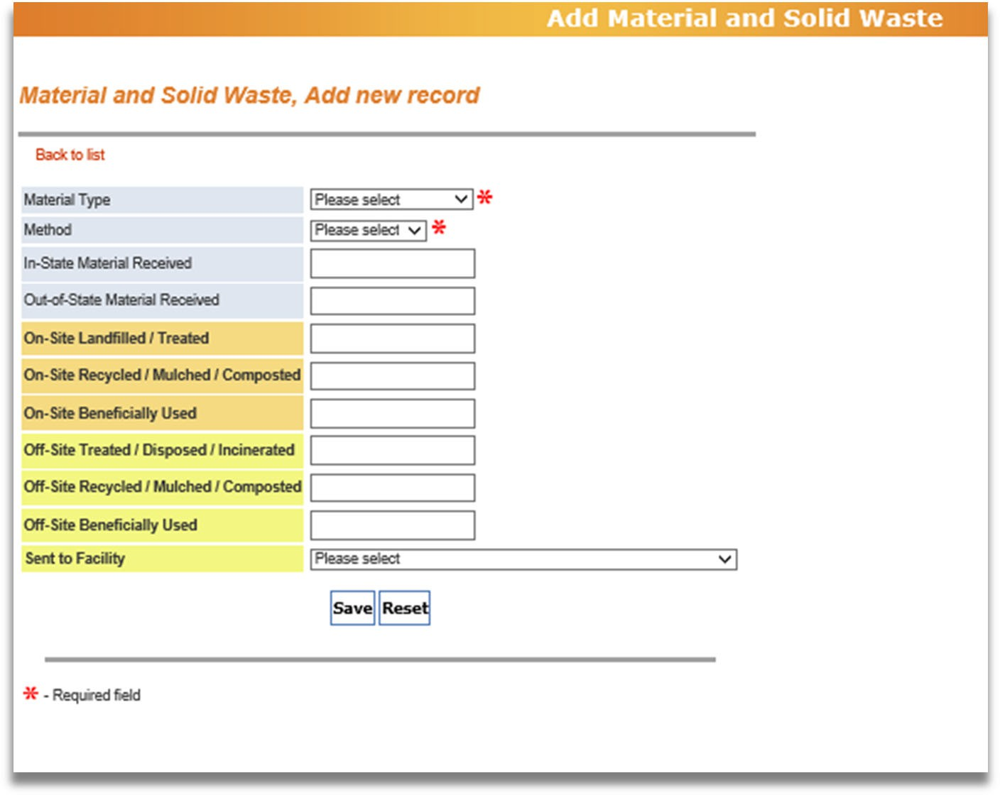 Add Material and Solid Waste
Material and Solid Waste, Add new record
Back to list
Material Type Please select *
Method Please select *
In-State Material Received
Out-of-State Material Received
On-Site Landfilled / Treated
On-Site Recycled / Mulched / Composted
On-Site Beneficially Used
Off-Site Treated / Disposed / Incinerated
Off-Site Recycled / Mulched / Composted
Off-Site Beneficially Used
Sent to Facility Please select
Save Reset
* - Required field